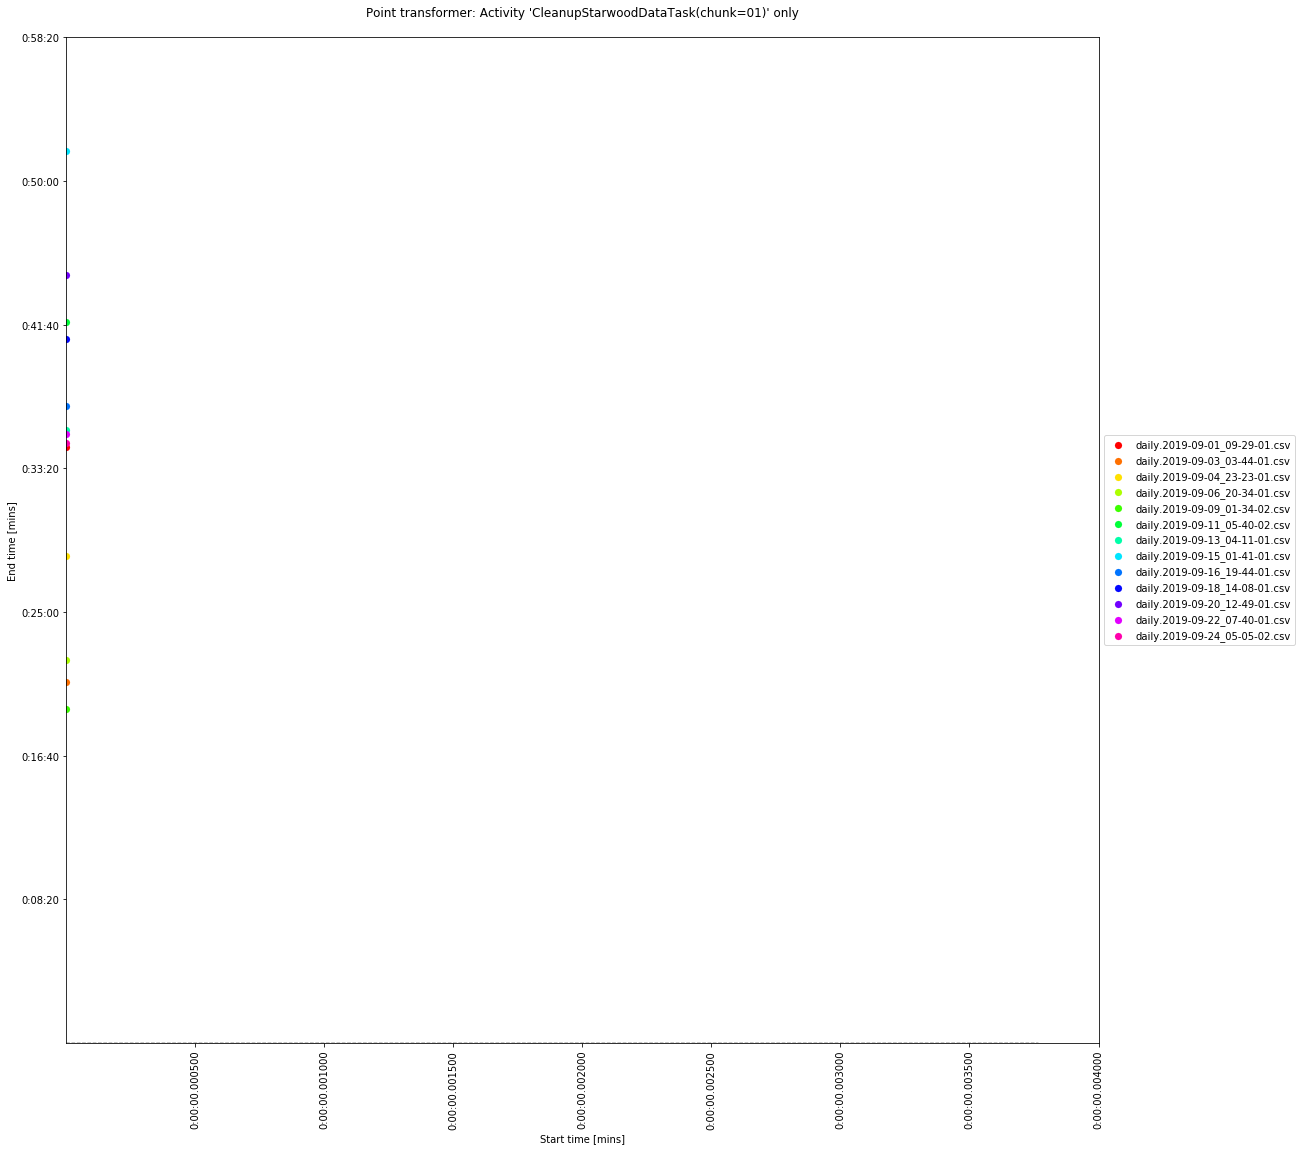 Point transformer: Activity 'CleanupStarwoodDataTask(chunk=01)' only
0:58:20
0:50:00
0:41:40
0:33:20
0:25:00
0:16:40
0:08:20
End time [mins]
0:00:00.000500
0:00:00.001000
0:00:00.001500
0:00:00.002000
0:00:00.002500
0:00:00.003000
0:00:00.003500
0:00:00.004000
Start time [mins]
daily.2019-09-01_09-29-01.csv
daily.2019-09-03_03-44-01.csv
daily.2019-09-04_23-23-01.csv
daily.2019-09-06_20-34-01.csv
daily.2019-09-09_01-34-02.csv
daily.2019-09-11_05-40-02.csv
daily.2019-09-13_04-11-01.csv
daily.2019-09-15_01-41-01.csv
daily.2019-09-16_19-44-01.csv
daily.2019-09-18_14-08-01.csv
daily.2019-09-20_12-49-01.csv
daily.2019-09-22_07-40-01.csv
daily.2019-09-24_05-05-02.csv